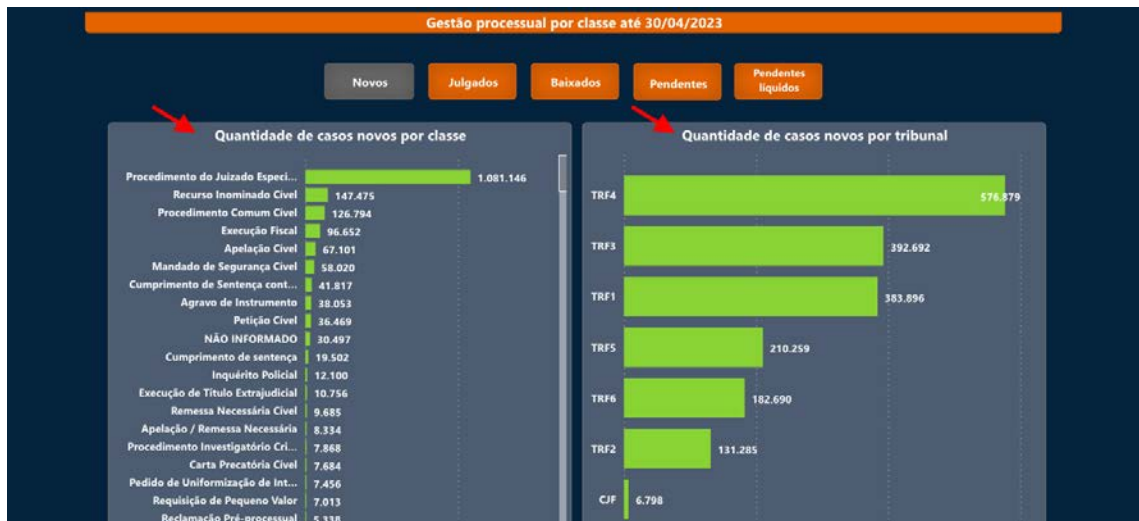 Gestão processual por classe até 30/04/2023
Novos
Julgados
Baixados
Pendentes
Pendentes
líquidos
Quantidade de casos novos por classe
Procedimento do Juizado Especi... 1.081.146
Recurso Inominado Cível 147.475
Procedimento Comum Cível 126.794
Execução Fiscal 96.652
Apelação Cível 67.101
Mandado de Segurança Cível 58.020
Cumprimento de Sentença cont... 41.817
Agravo de Instrumento 38.053
Petição Cível 36.469
NÃO INFORMADO 30.497
Cumprimento de sentença 19.502
Inquérito Policial 12.100
Execução de Título Extrajudicial 10.756
Remessa Necessária Cível 9.685
Apelação / Remessa Necessária 8.334
Procedimento Investigatório Cri... 7.868
Carta Precatória Cível 7.684
Pedido de Uniformização de Int... 7.456
Requisição de Pequeno Valor 7.013
Reclamação Pré-processual 5.338
Quantidade de casos novos por tribunal
TRF4 576.879
TRF3 392.692
TRF1 383.896
TRF5 210.259
TRF6 182.690
TRF2 131.285
CJF 6.798